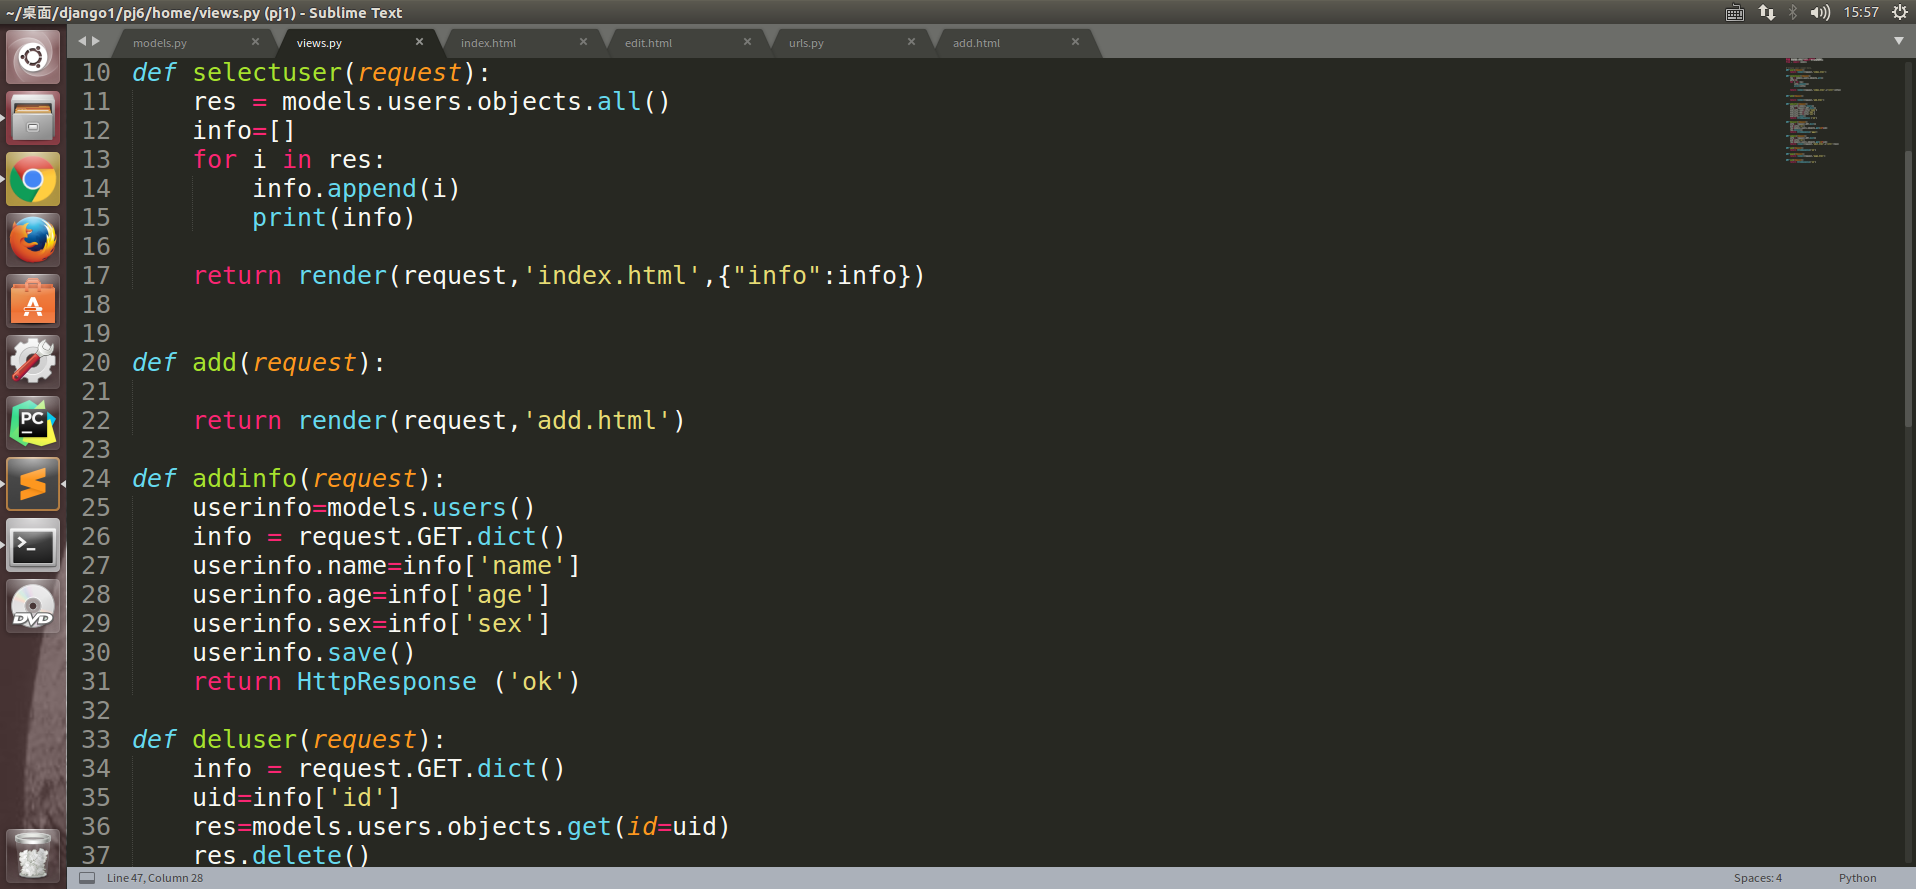 ~/桌面/django1/pj6/home/views.py (pj1) - Sublime Text
15:57
models.py
views.py
index.html
edit.html
urls.py
add.html
10 def selectuser(request):
11     res = models.users.objects.all()
12     info=[]
13     for i in res:
14         info.append(i)
15         print(info)
16
17     return render(request,'index.html',{"info":info})
18
19
20 def add(request):
21
22     return render(request,'add.html')
23
24 def addinfo(request):
25     userinfo=models.users()
26     info = request.GET.dict()
27     userinfo.name=info['name']
28     userinfo.age=info['age']
29     userinfo.sex=info['sex']
30     userinfo.save()
31     return HttpResponse ('ok')
32
33 def deluser(request):
34     info = request.GET.dict()
35     uid=info['id']
36     res=models.users.objects.get(id=uid)
37     res.delete()
PC
>_
DVD
Line 47, Column 28
Spaces: 4
Python